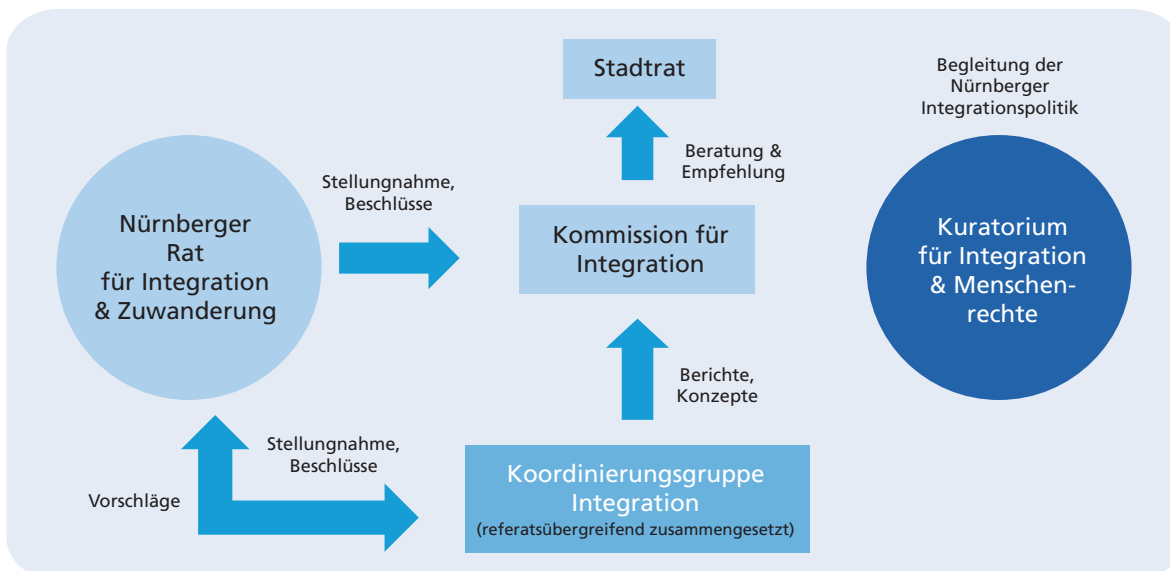 Stadtrat
Begleitung der
Nürnberger
Integrationspolitik
Beratung &
Empfehlung
Stellungnahme,
Beschlüsse
Nürnberger
Rat
für Integration
& Zuwanderung
Kommission für
Integration
Kuratorium
für Integration
& Menschen-
rechte
Berichte,
Konzepte
Stellungnahme,
Beschlüsse
Vorschläge
Koordinierungsgruppe
Integration
(referatsübergreifend zusammengesetzt)